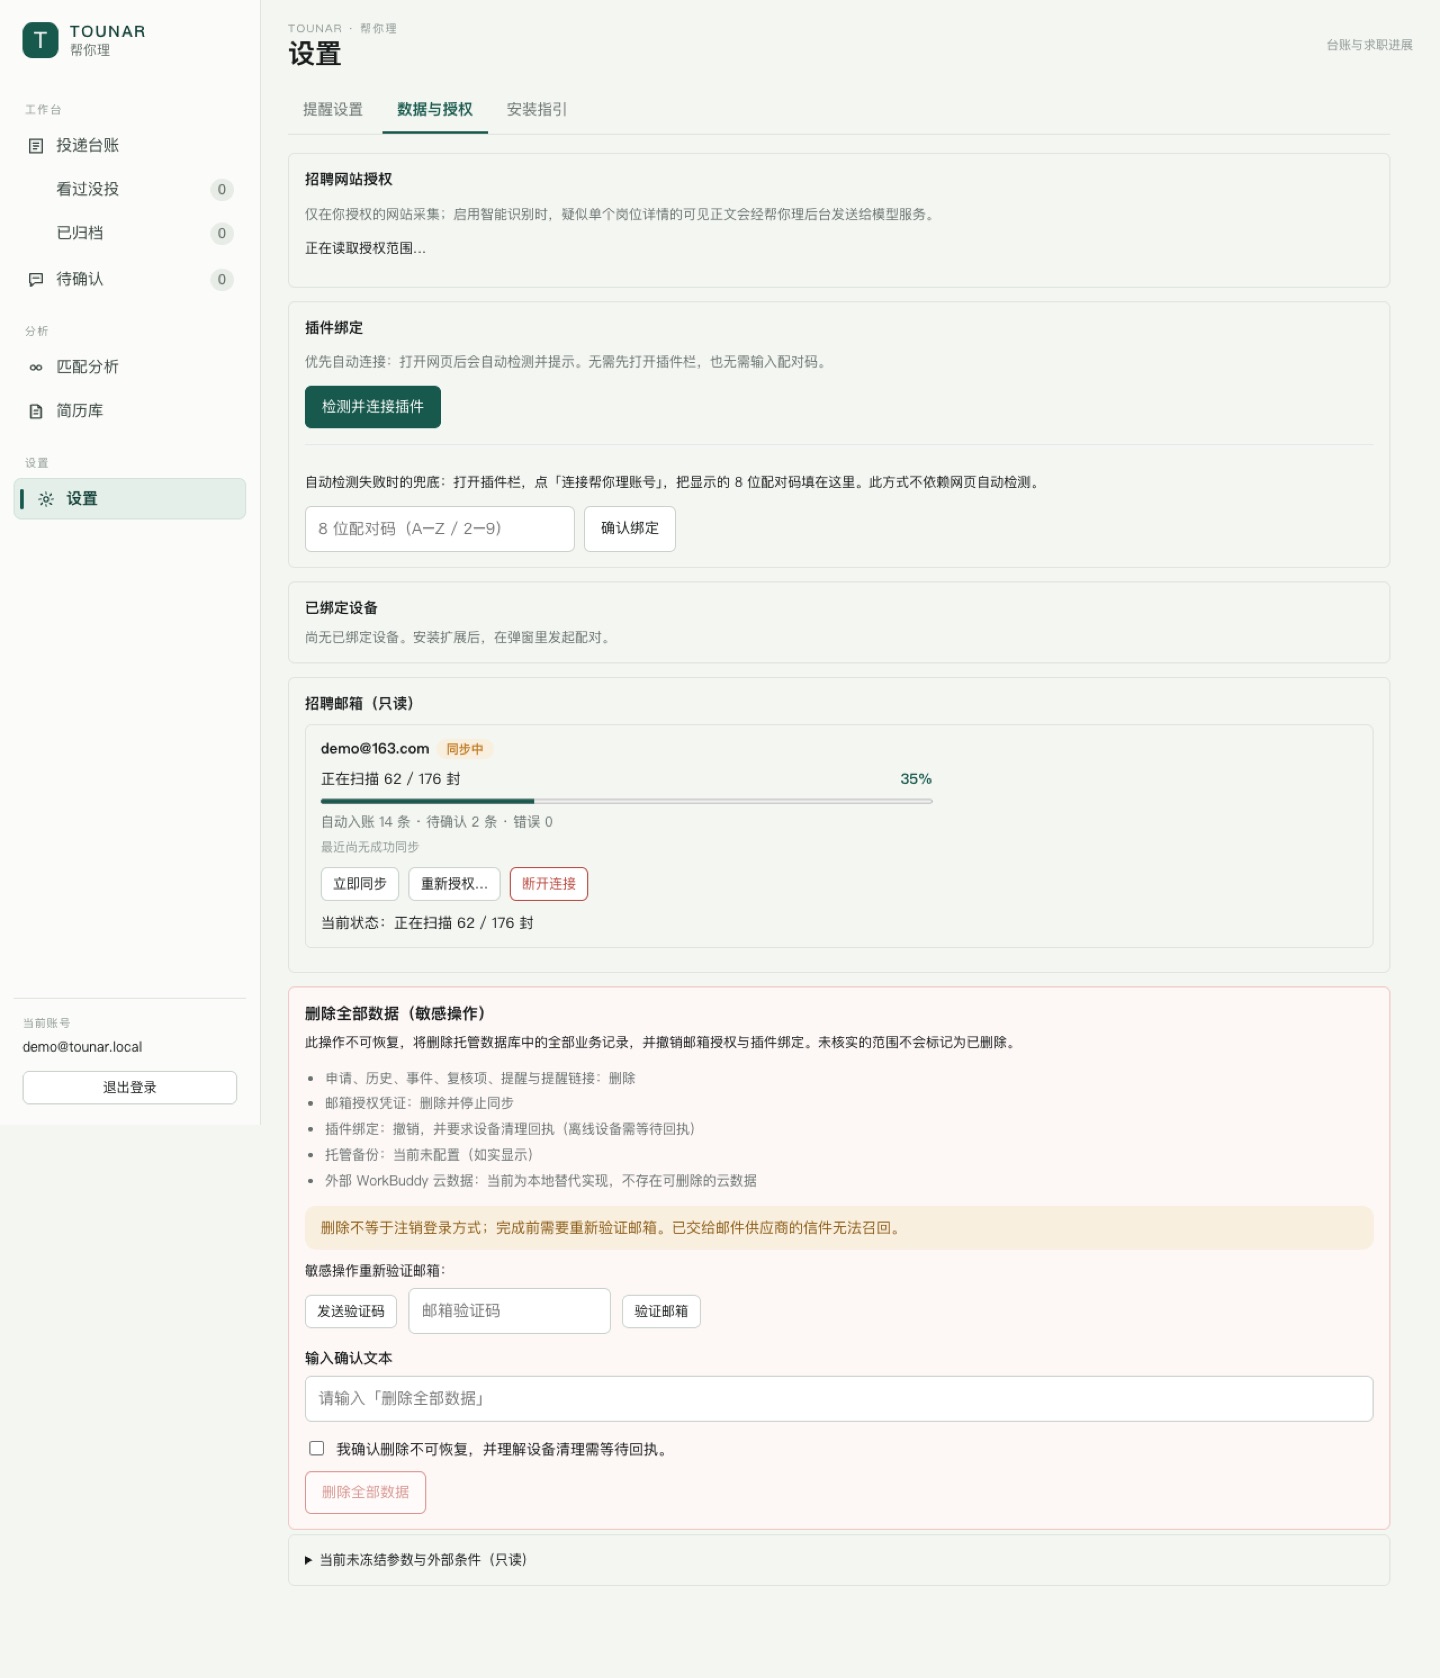 T
TOUNAR
帮你理
工作台
投递台账
看过没投 0
已归档 0
待确认 0
分析
匹配分析
简历库
设置
设置
当前账号
demo@tounar.local
退出登录
TOUNAR · 帮你理
设置
台账与求职进展
提醒设置 数据与授权 安装指引
招聘网站授权
仅在你授权的网站采集；启用智能识别时，疑似单个岗位详情的可见正文会经帮你理后台发送给模型服务。
正在读取授权范围…
插件绑定
优先自动连接：打开网页后会自动检测并提示。无需先打开插件栏，也无需输入配对码。
检测并连接插件
自动检测失败时的兜底：打开插件栏，点「连接帮你理账号」，把显示的 8 位配对码填在这里。此方式不依赖网页自动检测。
8 位配对码（A–Z / 2–9） 确认绑定
已绑定设备
尚无已绑定设备。安装扩展后，在弹窗里发起配对。
招聘邮箱（只读）
demo@163.com 同步中
正在扫描 62 / 176 封 35%
自动入账 14 条 · 待确认 2 条 · 错误 0
最近尚无成功同步
立即同步 重新授权… 断开连接
当前状态：正在扫描 62 / 176 封
删除全部数据（敏感操作）
此操作不可恢复，将删除托管数据库中的全部业务记录，并撤销邮箱授权与插件绑定。未核实的范围不会标记为已删除。
• 申请、历史、事件、复核项、提醒与提醒链接：删除
• 邮箱授权凭证：删除并停止同步
• 插件绑定：撤销，并要求设备清理回执（离线设备需等待回执）
• 托管备份：当前未配置（如实显示）
• 外部 WorkBuddy 云数据：当前为本地替代实现，不存在可删除的云数据
删除不等于注销登录方式；完成前需要重新验证邮箱。已交给邮件供应商的信件无法召回。
敏感操作重新验证邮箱：
发送验证码 邮箱验证码 验证邮箱
输入确认文本
请输入「删除全部数据」
我确认删除不可恢复，并理解设备清理需等待回执。
删除全部数据
▶ 当前未冻结参数与外部条件（只读）